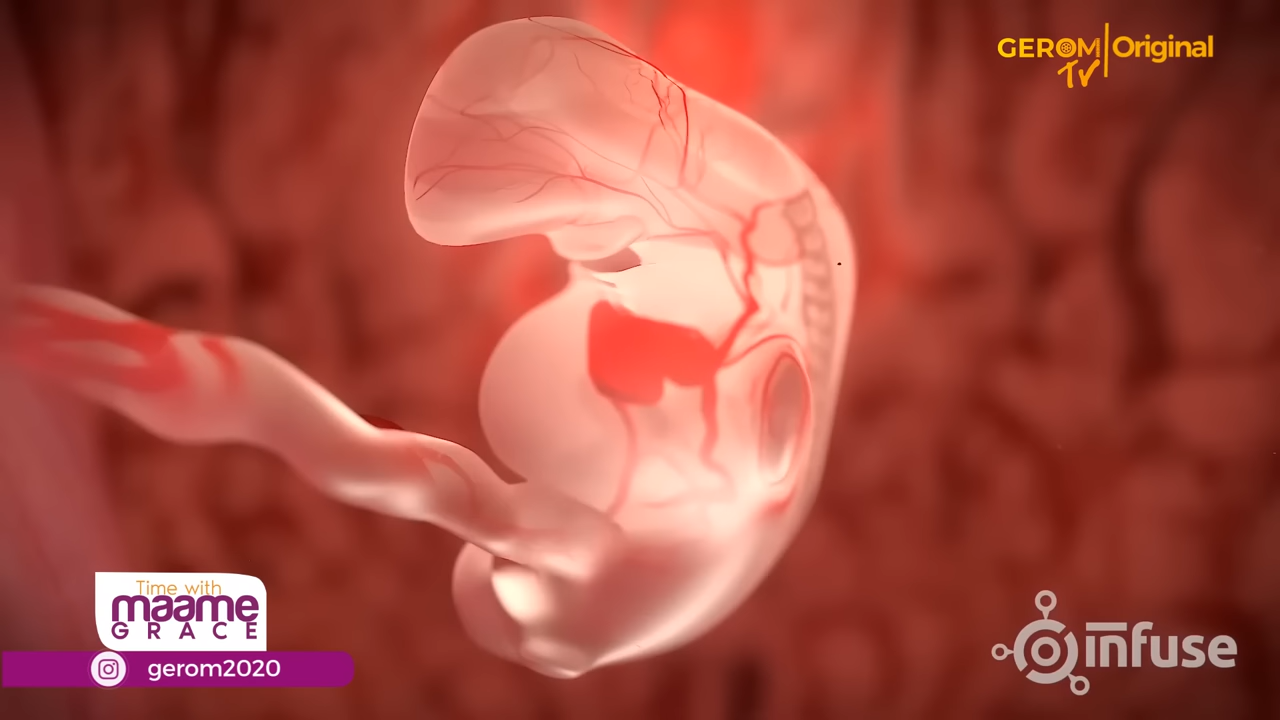 GEROM TV Original
Time with
maame
GRACE
gerom2020
infuse